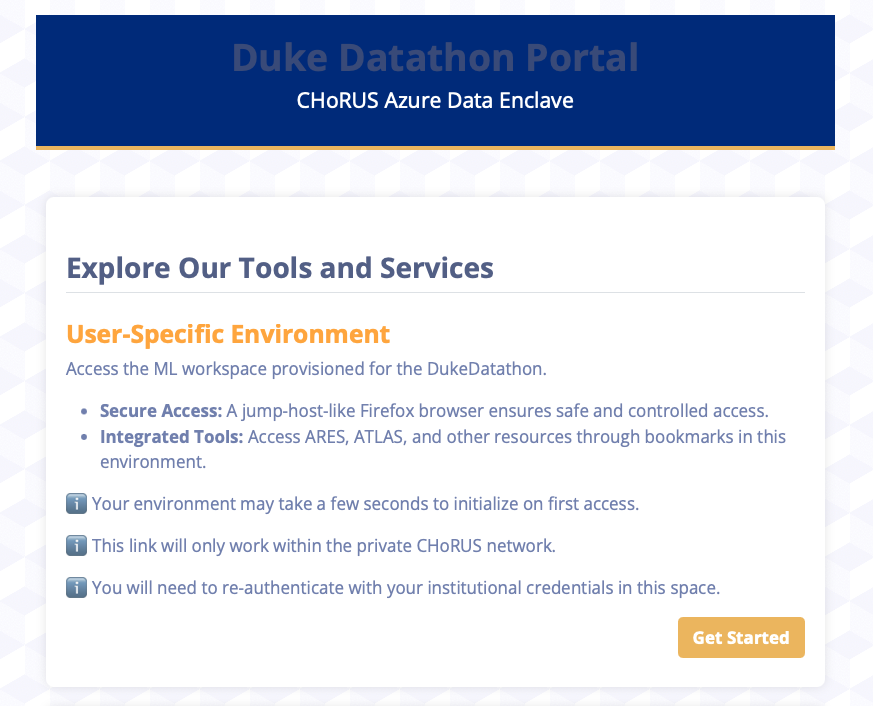 Duke Datathon Portal
CHoRUS Azure Data Enclave
Explore Our Tools and Services
User-Specific Environment
Access the ML workspace provisioned for the DukeDatathon.
• Secure Access: A jump-host-like Firefox browser ensures safe and controlled access.
• Integrated Tools: Access ARES, ATLAS, and other resources through bookmarks in this
environment.
ℹ️ Your environment may take a few seconds to initialize on first access.
ℹ️ This link will only work within the private CHoRUS network.
ℹ️ You will need to re-authenticate with your institutional credentials in this space.
Get Started